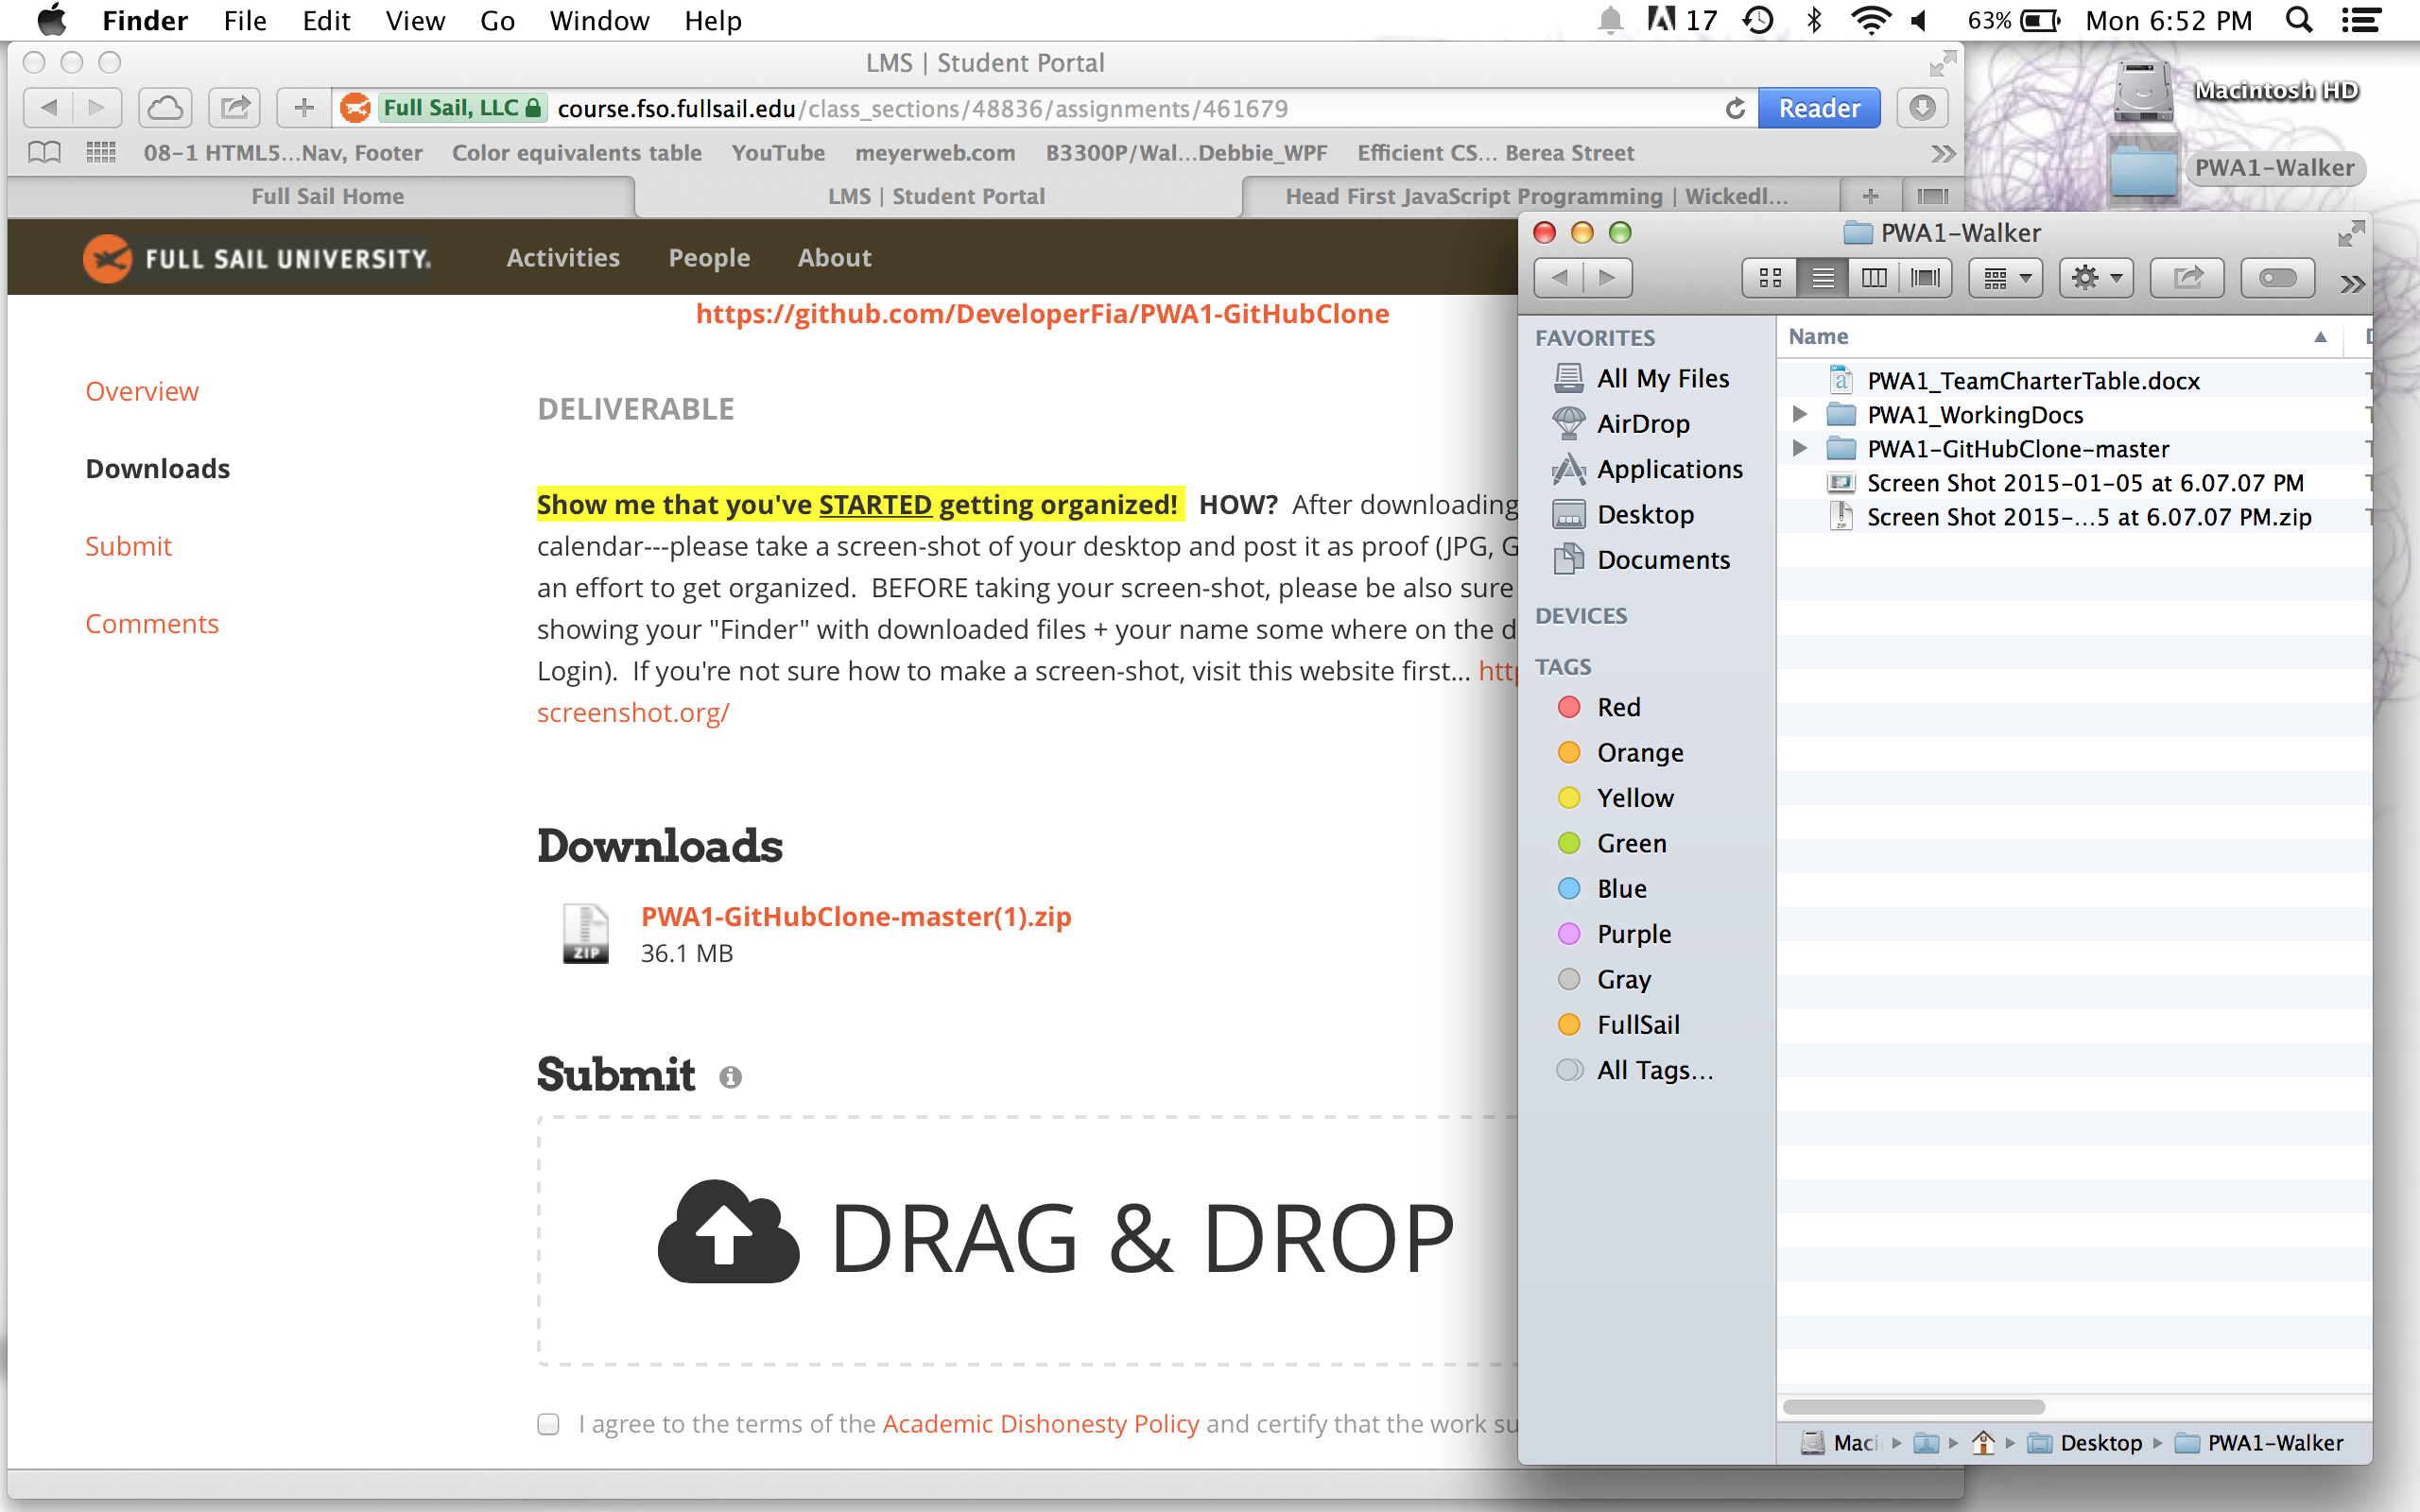 Finder File Edit View Go Window Help 17 63% Mon 6:52 PM
LMS | Student Portal
Full Sail, LLC course.fso.fullsail.edu/class_sections/48836/assignments/461679 Reader
08-1 HTML5...Nav, Footer Color equivalents table YouTube meyerweb.com B3300P/Wal...Debbie_WPF Efficient CS... Berea Street
Full Sail Home LMS | Student Portal Head First JavaScript Programming | Wickedl...
FULL SAIL UNIVERSITY. Activities People About
https://github.com/DeveloperFia/PWA1-GitHubClone
Overview
Downloads
Submit
Comments
DELIVERABLE
Show me that you've STARTED getting organized! HOW? After downloading
calendar---please take a screen-shot of your desktop and post it as proof (JPG, G
an effort to get organized. BEFORE taking your screen-shot, please be also sure
showing your "Finder" with downloaded files + your name some where on the d
Login). If you're not sure how to make a screen-shot, visit this website first... http
screenshot.org/
Downloads
ZIP
PWA1-GitHubClone-master(1).zip
36.1 MB
Submit
DRAG & DROP
I agree to the terms of the Academic Dishonesty Policy and certify that the work su
Macintosh HD
PWA1-Walker
PWA1-Walker
FAVORITES
All My Files
AirDrop
Applications
Desktop
Documents
DEVICES
TAGS
Red
Orange
Yellow
Green
Blue
Purple
Gray
FullSail
All Tags...
Name
PWA1_TeamCharterTable.docx
PWA1_WorkingDocs
PWA1-GitHubClone-master
Screen Shot 2015-01-05 at 6.07.07 PM
Screen Shot 2015-...5 at 6.07.07 PM.zip
Maci Desktop PWA1-Walker